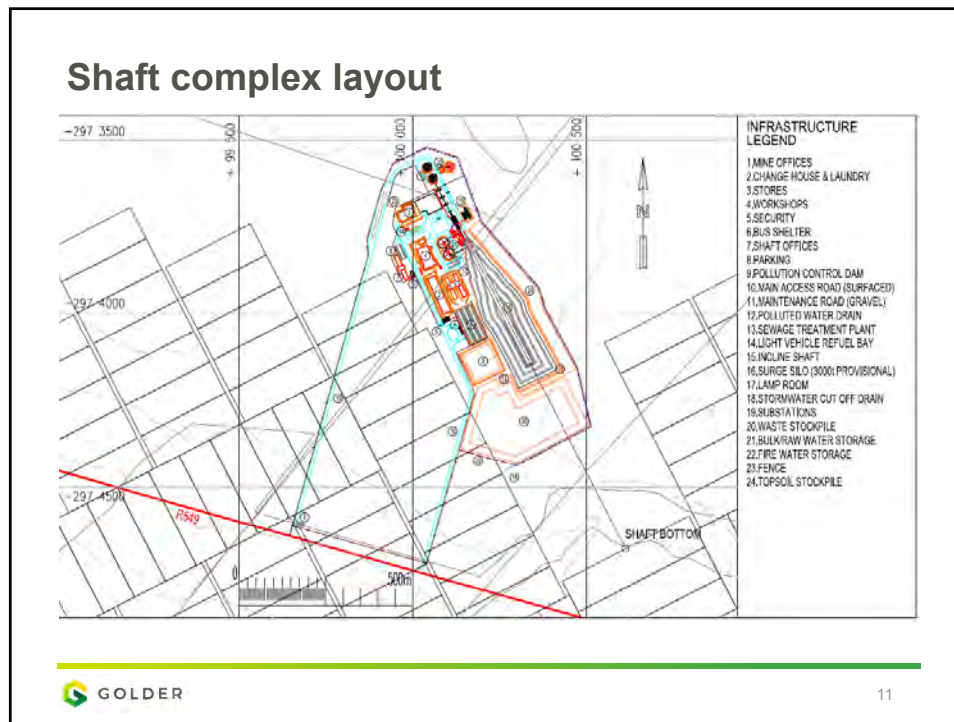 Shaft complex layout
-297 3500
+ 99 500
+ 100 000
+ 100 500
N
-297 4000
-297 4500
R549
0
500m
SHAFT BOTTOM
INFRASTRUCTURE
LEGEND
1,MINE OFFICES
2,CHANGE HOUSE & LAUNDRY
3,STORES
4,WORKSHOPS
5,SECURITY
6,BUS SHELTER
7,SHAFT OFFICES
8,PARKING
9,POLLUTION CONTROL DAM
10,MAIN ACCESS ROAD (SURFACED)
11,MAINTENANCE ROAD (GRAVEL)
12,POLLUTED WATER DRAIN
13,SEWAGE TREATMENT PLANT
14,LIGHT VEHICLE REFUEL BAY
15,INCLINE SHAFT
16,SURGE SILO (3000t PROVISIONAL)
17,LAMP ROOM
18,STORMWATER CUT OFF DRAIN
19,SUBSTATIONS
20,WASTE STOCKPILE
21,BULK/RAW WATER STORAGE
22,FIRE WATER STORAGE
23,FENCE
24,TOPSOIL STOCKPILE
GOLDER
11